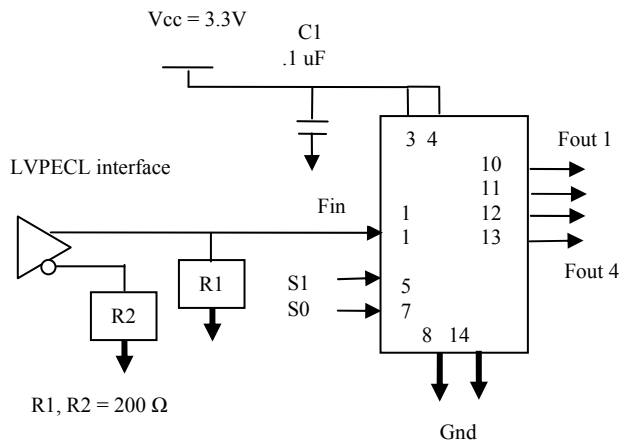 Vcc = 3.3V
C1
.1 uF
3 4
LVPECL interface
10
Fout 1
11
Fin
1
12
1
13
R1
S1
5
Fout 4
S0
7
R2
8 14
R1, R2 = 200 Ω
Gnd